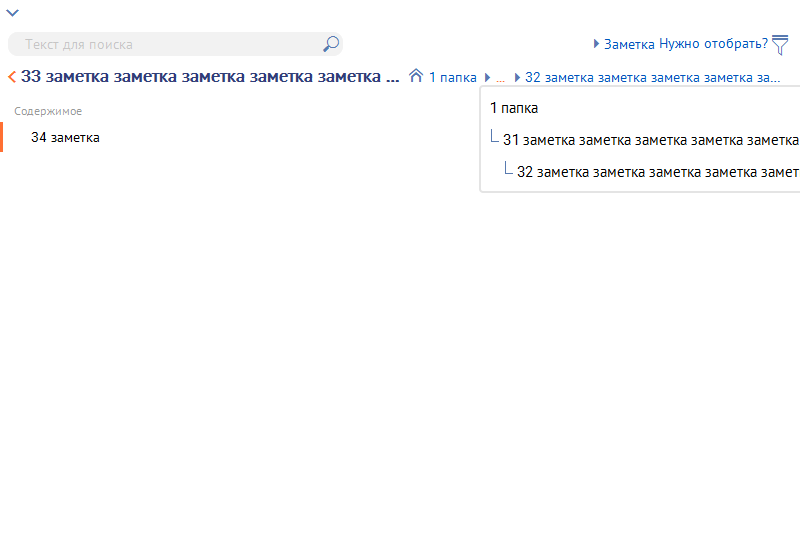 Текст для поиска
Заметка Нужно отобрать?
33 заметка заметка заметка заметка заметка ... 1 папка ... 32 заметка заметка заметка заметка за...
1 папка
Содержимое
34 заметка
31 заметка заметка заметка заметка заметка
32 заметка заметка заметка заметка замет